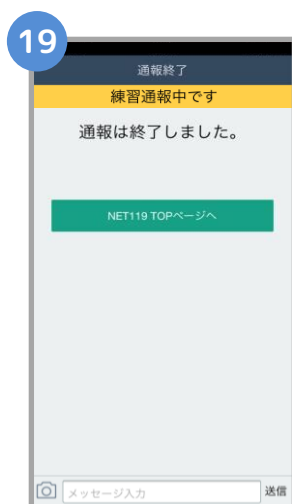 19
通報終了
練習通報中です
通報は終了しました。
NET119 TOPページへ
メッセージ入力
送信